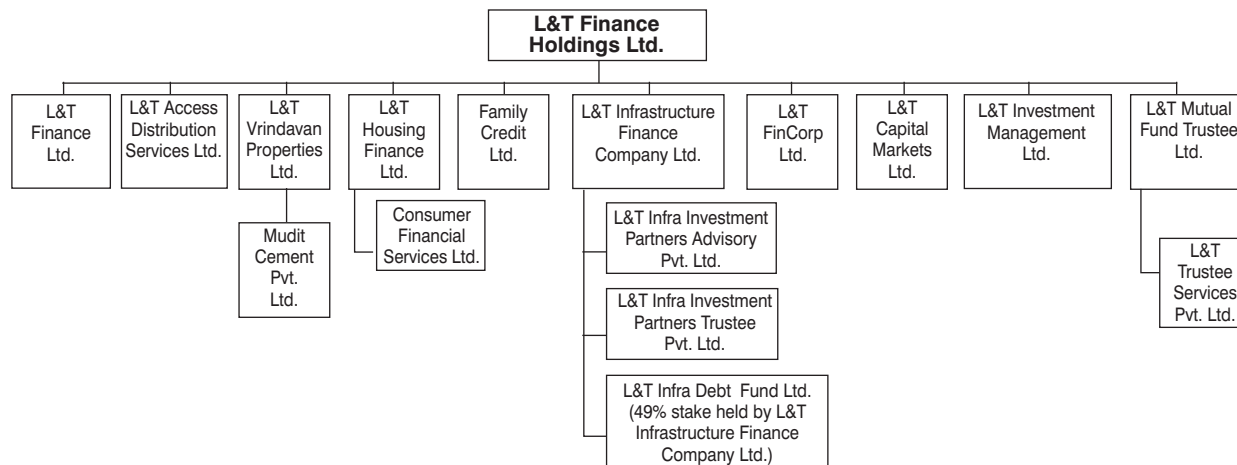 L&T Finance
Holdings Ltd.
L&T
Finance
Ltd.
L&T Access
Distribution
Services Ltd.
L&T
Vrindavan
Properties
Ltd.
L&T
Housing
Finance
Ltd.
Family
Credit
Ltd.
L&T Infrastructure
Finance
Company Ltd.
L&T
FinCorp
Ltd.
L&T
Capital
Markets
Ltd.
L&T Investment
Management
Ltd.
L&T Mutual
Fund Trustee
Ltd.
Mudit
Cement
Pvt.
Ltd.
Consumer
Financial
Services Ltd.
L&T Infra Investment
Partners Advisory
Pvt. Ltd.
L&T Infra Investment
Partners Trustee
Pvt. Ltd.
L&T Infra Debt Fund Ltd.
(49% stake held by L&T
Infrastructure Finance
Company Ltd.)
L&T
Trustee
Services
Pvt. Ltd.